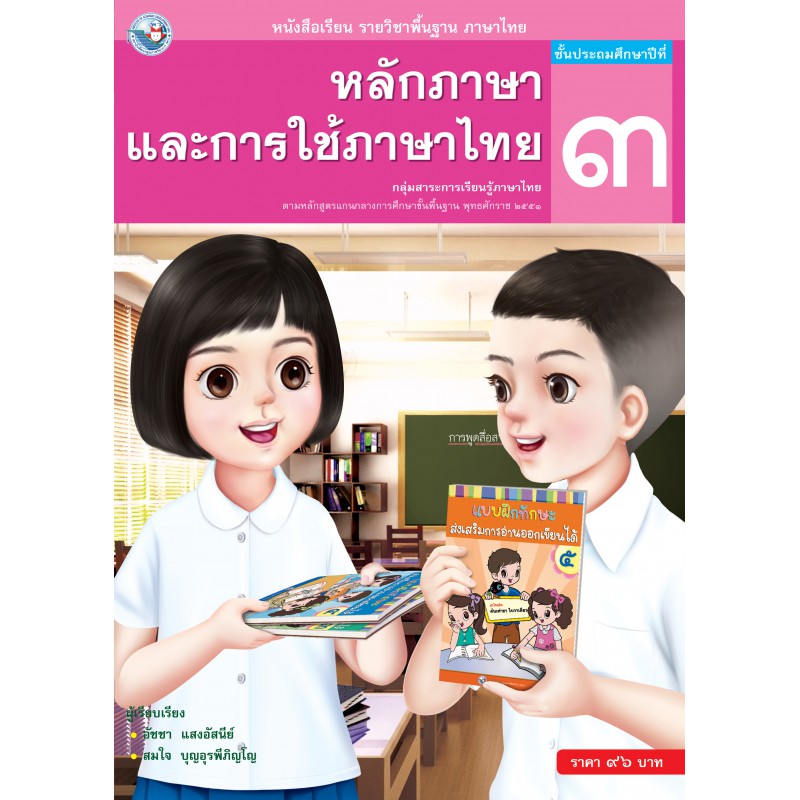 หนังสือเรียน รายวิชาพื้นฐาน ภาษาไทย
ชั้นประถมศึกษาปีที่
๓
หลักภาษา
และการใช้ภาษาไทย
กลุ่มสาระการเรียนรู้ภาษาไทย
ตามหลักสูตรแกนกลางการศึกษาขั้นพื้นฐาน พุทธศักราช ๒๕๕๑
การพูดสื่อส
แบบฝึกทักษะ
ส่งเสริมการอ่านออกเขียนได้
๕
ผู้เรียบเรียง
อัชชา แสงอัสนีย์
สมใจ บุญอุรพีภิญโญ
ราคา ๙๖ บาท